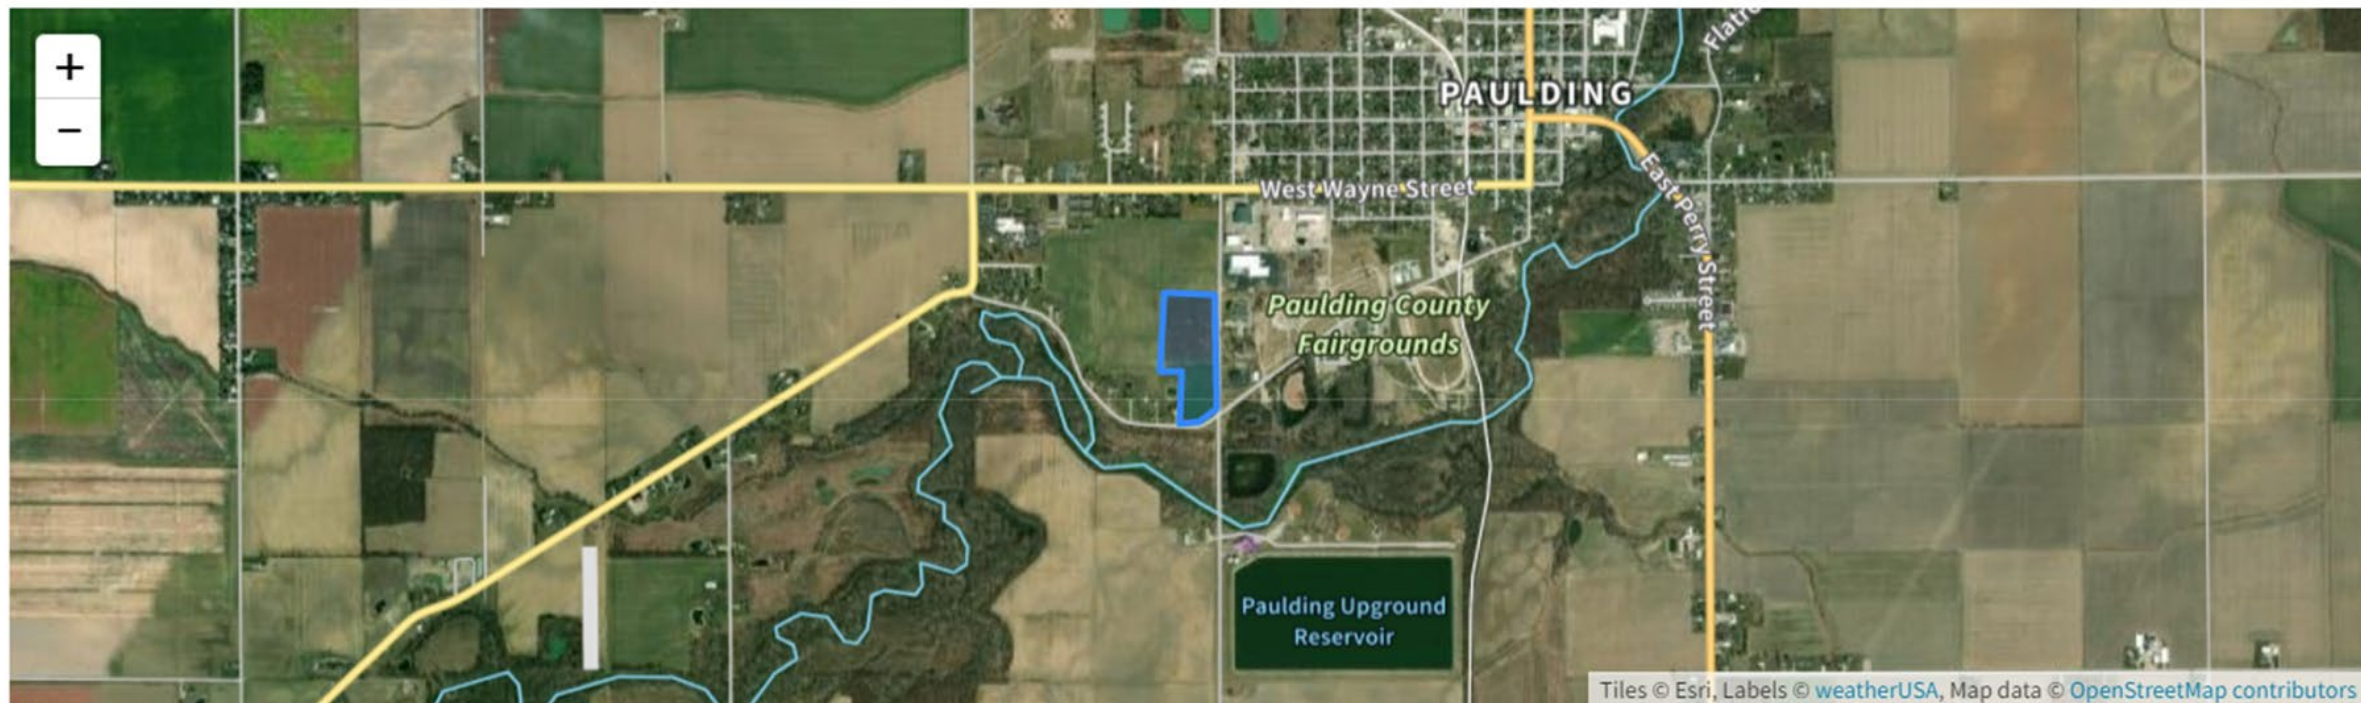 +
−
Flatro
PAULDING
East Perry Street
West Wayne Street
Paulding County
Fairgrounds
Paulding Upground
Reservoir
Tiles © Esri, Labels © weatherUSA, Map data © OpenStreetMap contributors